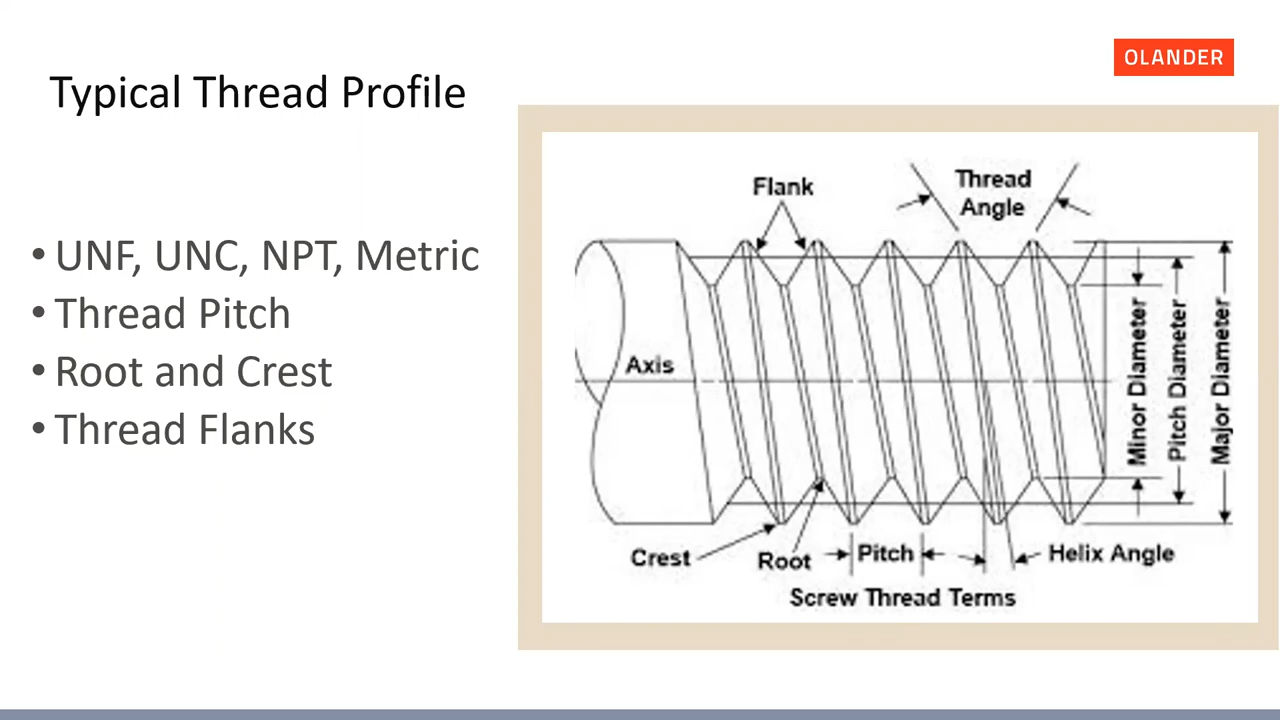 OLANDER
Typical Thread Profile
• UNF, UNC, NPT, Metric
• Thread Pitch
• Root and Crest
• Thread Flanks
Flank
Thread
Angle
Axis
Minor Diameter
Pitch Diameter
Major Diameter
Crest
Root
Pitch
Helix Angle
Screw Thread Terms